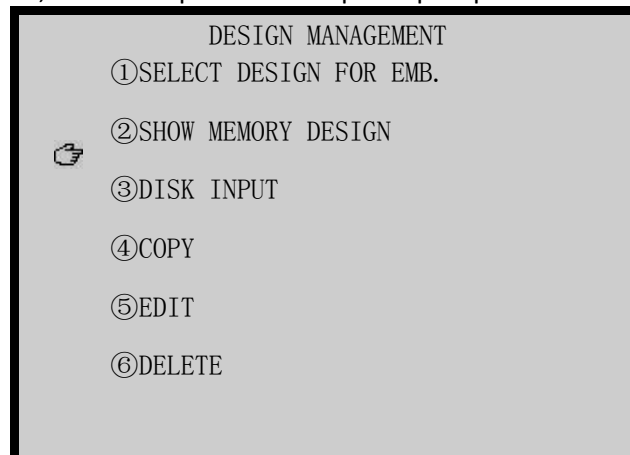 DESIGN MANAGEMENT
①SELECT DESIGN FOR EMB.
②SHOW MEMORY DESIGN
③DISK INPUT
④COPY
⑤EDIT
⑥DELETE